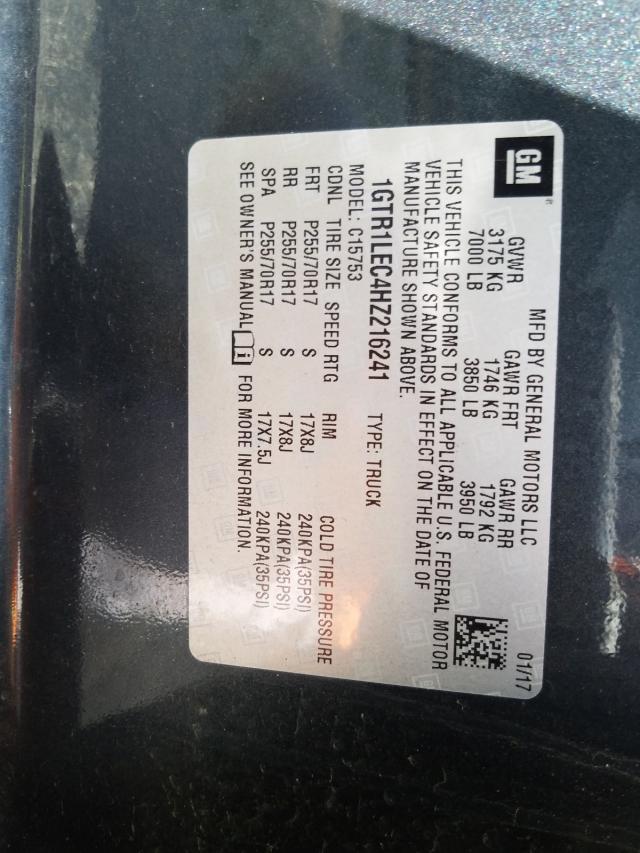 GM
MFD BY GENERAL MOTORS LLC 01/17
GVWR GAWR FRT GAWR RR
3175 KG 1746 KG 1792 KG
7000 LB 3850 LB 3950 LB
THIS VEHICLE CONFORMS TO ALL APPLICABLE U.S. FEDERAL MOTOR
VEHICLE SAFETY STANDARDS IN EFFECT ON THE DATE OF
MANUFACTURE SHOWN ABOVE.
1GTR1LEC4HZ216241 TYPE: TRUCK
MODEL: C15753
CDNL TIRE SIZE SPEED RTG RIM COLD TIRE PRESSURE
FRT P255/70R17 S 17X8J 240KPA(35PSI)
RR P255/70R17 S 17X8J 240KPA(35PSI)
SPA P255/70R17 S 17X7.5J 240KPA(35PSI)
SEE OWNER'S MANUAL i FOR MORE INFORMATION.